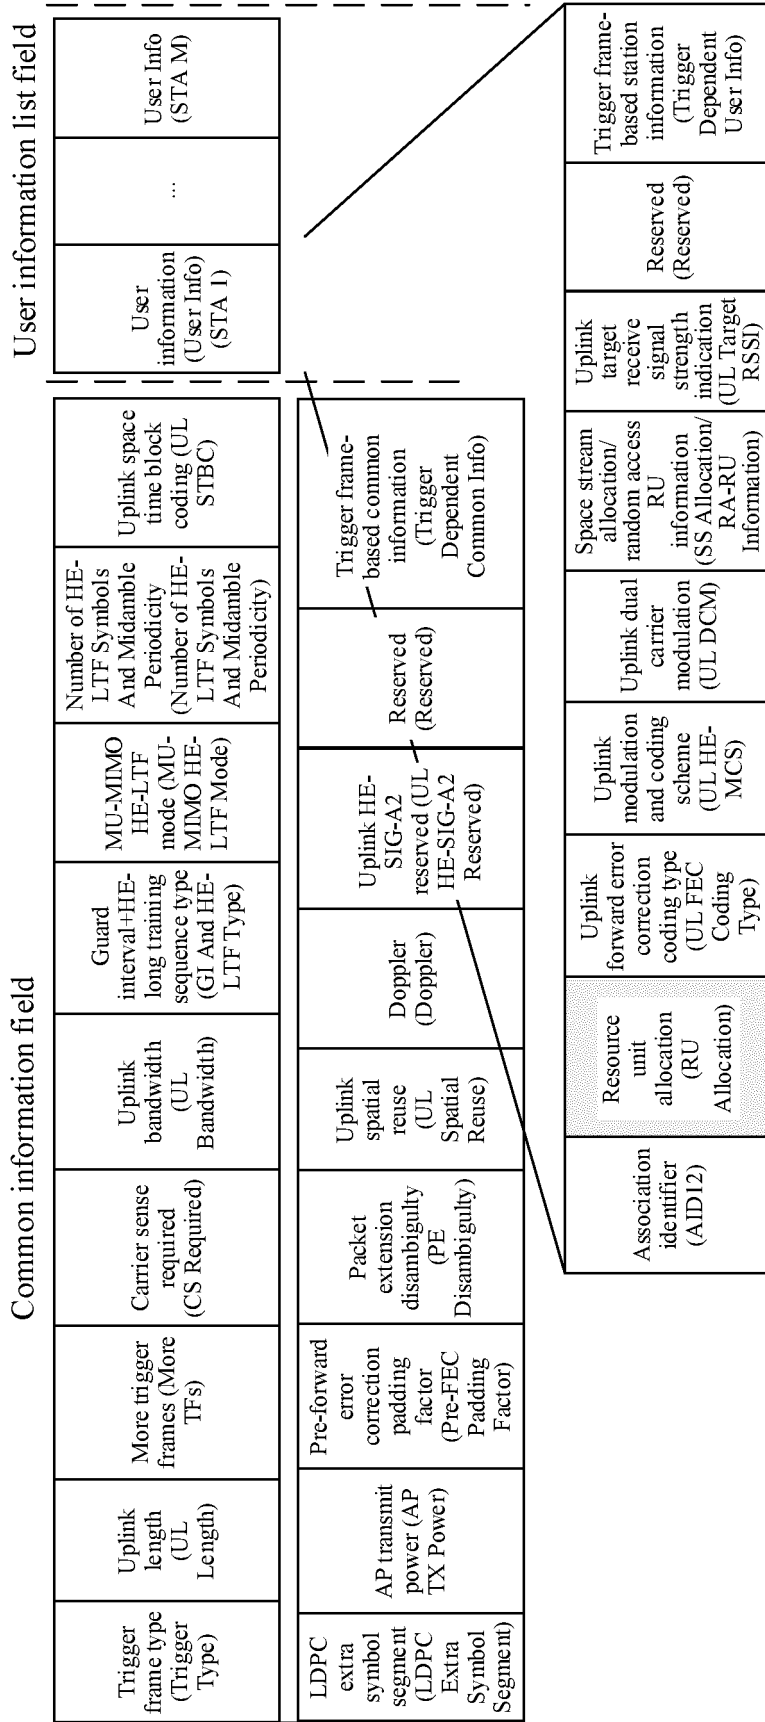 Common information field
User information list field
Trigger
frame type
(Trigger
Type)
Uplink
length
(UL
Length)
More trigger
frames (More
TFs)
Carrier sense
required
(CS Required)
Uplink
bandwidth
(UL
Bandwidth)
Guard
interval+HE-
long training
sequence type
(GI And HE-
LTF Type)
MU-MIMO
HE-LTF
mode (MU-
MIMO HE-
LTF Mode)
Number of HE-
LTF Symbols
And Midamble
Periodicity
(Number of HE-
LTF Symbols
And Midamble
Periodicity)
Uplink space
time block
coding (UL
STBC)
User
information
(User Info)
(STA 1)
...
User Info
(STA M)
LDPC
extra
symbol
segment
(LDPC
Extra
Symbol
Segment)
AP transmit
power (AP
TX Power)
Pre-forward
error
correction
padding
factor
(Pre-FEC
Padding
Factor)
Packet
extension
disambigulty
(PE
Disambigulty)
Uplink
spatial
reuse (UL
Spatial
Reuse)
Doppler
(Doppler)
Uplink HE-
SIG-A2
reserved (UL
HE-SIG-A2
Reserved)
Reserved
(Reserved)
Trigger frame-
based common
information
(Trigger
Dependent
Common Info)
Association
identifier
(AID12)
Resource
unit
allocation
(RU
Allocation)
Uplink
forward error
correction
coding type
(UL FEC
Coding
Type)
Uplink
modulation
and coding
scheme
(UL HE-
MCS)
Uplink dual
carrier
modulation
(UL DCM)
Space stream
allocation/
random access
RU
information
(SS Allocation/
RA-RU
Information)
Uplink
target
receive
signal
strength
indication
(UL Target
RSSI)
Reserved
(Reserved)
Trigger frame-
based station
information
(Trigger
Dependent
User Info)